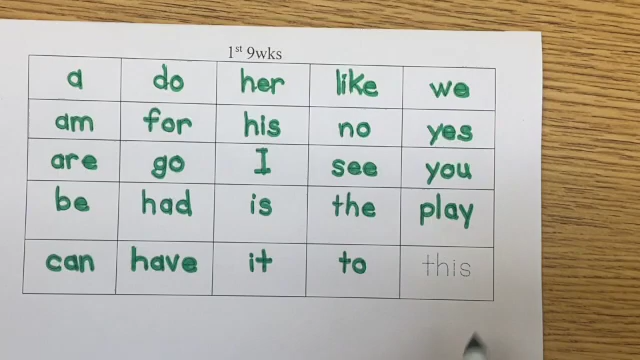 1st 9wks
a do her like we
am for his no yes
are go I see you
be had is the play
can have it to this